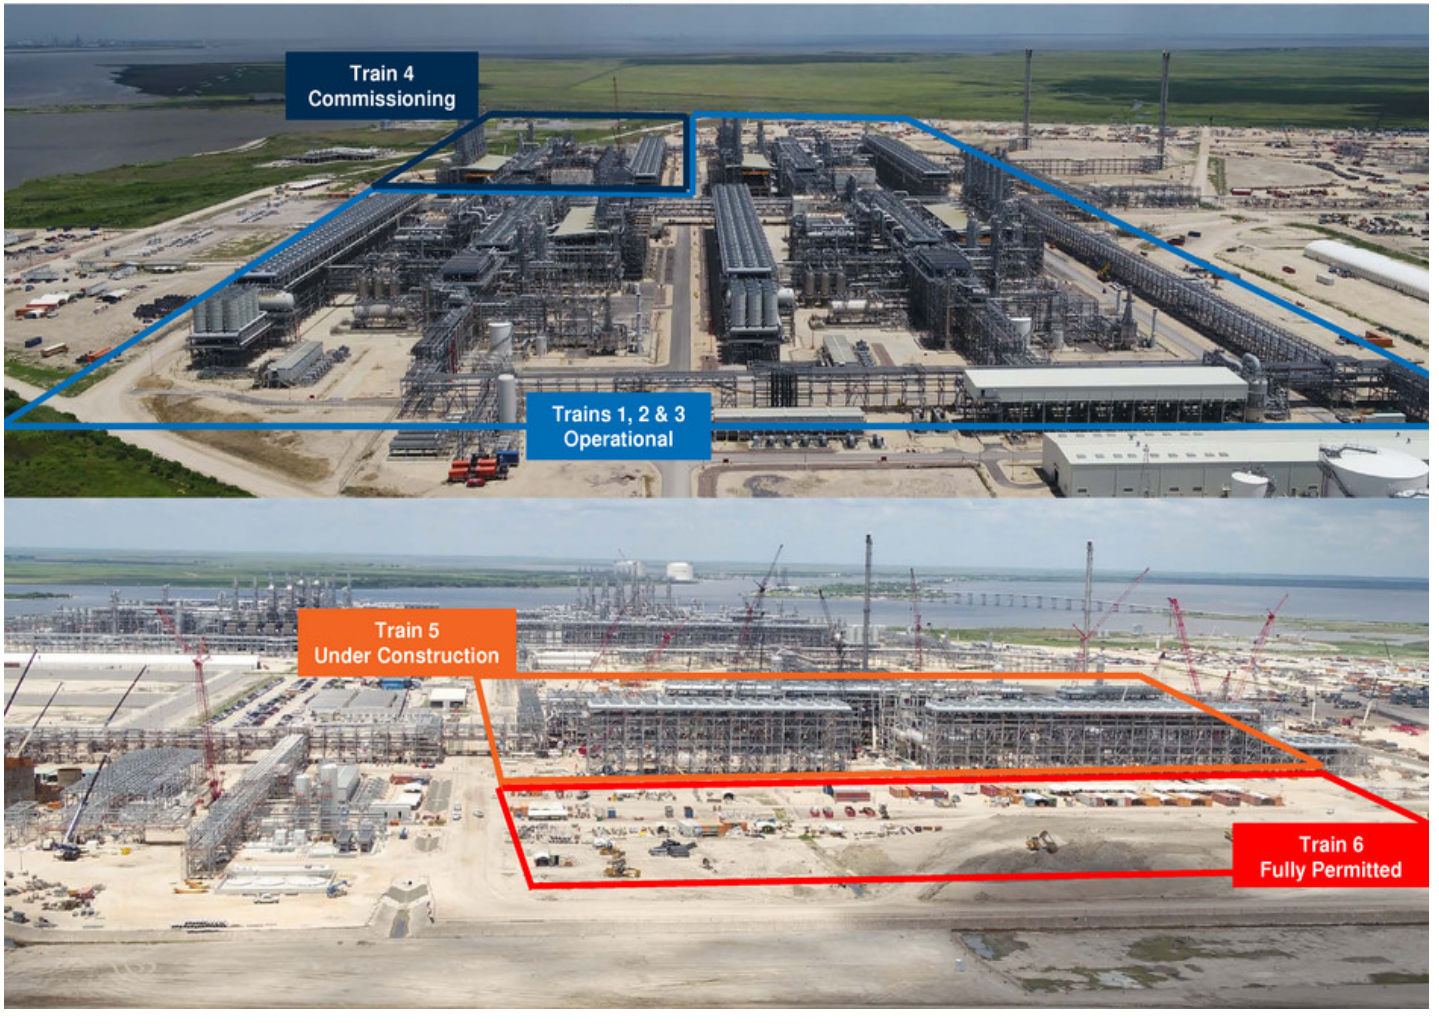 Train 4
Commissioning
Trains 1, 2 & 3
Operational
Train 5
Under Construction
Train 6
Fully Permitted